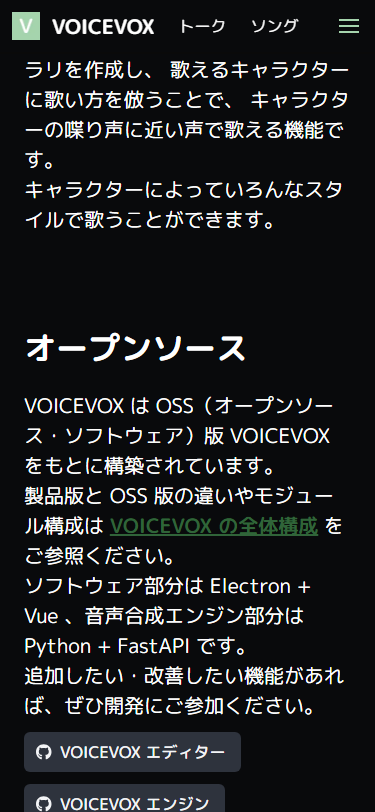 V VOICEVOX トーク ソング
ラリを作成し、 歌えるキャラクター
に歌い方を倣うことで、 キャラクタ
ーの喋り声に近い声で歌える機能で
す。
キャラクターによっていろんなスタ
イルで歌うことができます。
オープンソース
VOICEVOX は OSS（オープンソー
ス・ソフトウェア）版 VOICEVOX
をもとに構築されています。
製品版と OSS 版の違いやモジュー
ル構成は VOICEVOX の全体構成 を
ご参照ください。
ソフトウェア部分は Electron +
Vue 、音声合成エンジン部分は
Python + FastAPI です。
追加したい・改善したい機能があれ
ば、ぜひ開発にご参加ください。
VOICEVOX エディター
VOICEVOX エンジン